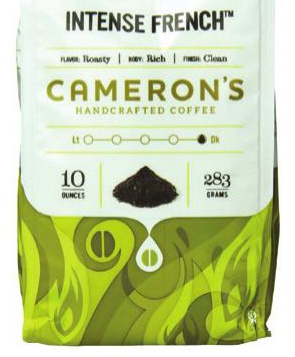 INTENSE FRENCH™
FLAVOR: Roasty | BODY: Rich | FINISH: Clean
CAMERON'S
HANDCRAFTED COFFEE
Lt Dk
10 283
OUNCES GRAMS